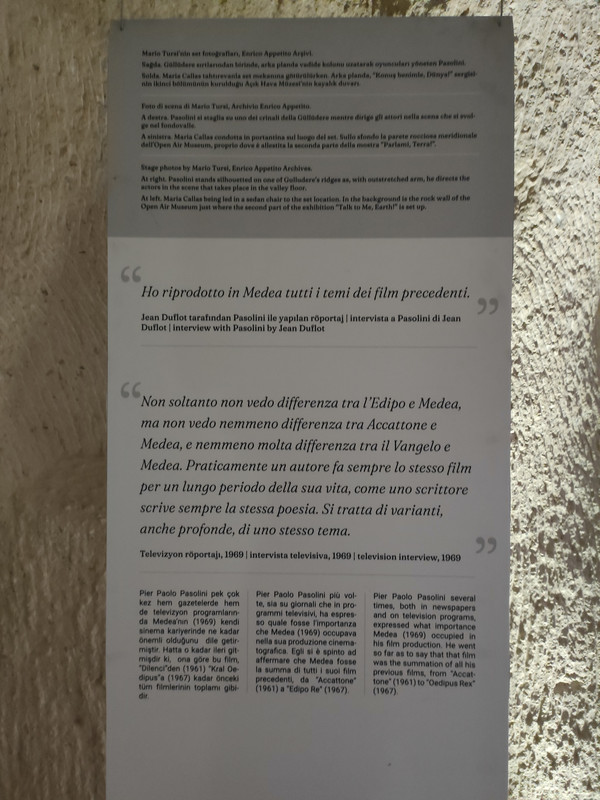 Mario Tursi'nin set fotoğrafları, Enrico Appetito Arşivi.
Sağda. Güllüdere sırtlarından birinde, arka planda vadide kolunu uzatarak oyuncuları yöneten Pasolini.
Solda. Maria Callas tahturevanla set mekanına götürülürken. Arka planda, "Konuş benimle, Dünya!" sergisi-
nin ikinci bölümünün kurulduğu Açık Hava Müzesi'nin kayalık duvarı.
Foto di scena di Mario Tursi, Archivio Enrico Appetito.
A destra. Pasolini si staglia su uno dei crinali della Güllüdere mentre dirige gli attori nella scena che si svol-
ge nel fondovalle.
A sinistra. Maria Callas condotta in portantina sul luogo del set. Sullo sfondo la parete rocciosa meridionale
dell'Open Air Museum, proprio dove è allestita la seconda parte della mostra "Parlami, Terra!".
Stage photos by Mario Tursi, Enrico Appetito Archives.
At right. Pasolini stands silhouetted on one of Gulludere's ridges as, with outstretched arm, he directs the
actors in the scene that takes place in the valley floor.
At left. Maria Callas being led in a sedan chair to the set location. In the background is the rock wall of the
Open Air Museum just where the second part of the exhibition "Talk to Me, Earth!" is set up.
“
Ho riprodotto in Medea tutti i temi dei film precedenti.
”
Jean Duflot tarafından Pasolini ile yapılan röportaj | intervista a Pasolini di Jean
Duflot | interview with Pasolini by Jean Duflot
“
Non soltanto non vedo differenza tra l'Edipo e Medea,
ma non vedo nemmeno differenza tra Accattone e
Medea, e nemmeno molta differenza tra il Vangelo e
Medea. Praticamente un autore fa sempre lo stesso film
per un lungo periodo della sua vita, come uno scrittore
scrive sempre la stessa poesia. Si tratta di varianti,
anche profonde, di uno stesso tema.
”
Televizyon röportajı, 1969 | intervista televisiva, 1969 | television interview, 1969
Pier Paolo Pasolini pek çok
kez hem gazetelerde hem
de televizyon programların-
da Medea'nın (1969) kendi
sinema kariyerinde ne kadar
önemli olduğunu dile getir-
miştir. Hatta o kadar ileri git-
mişdir ki, ona göre bu film,
"Dilenci"den (1961) "Kral Oe-
dipus"a (1967) kadar önceki
tüm filmlerinin toplamı gibi-
dir.
Pier Paolo Pasolini più vol-
te, sia su giornali che in pro-
grammi televisivi, ha espres-
so quale fosse l'importanza
che Medea (1969) occupava
nella sua produzione cinema-
tografica. Egli si è spinto ad
affermare che Medea fosse
la summa di tutti i suoi film
precedenti, da "Accattone"
(1961) a "Edipo Re" (1967).
Pier Paolo Pasolini several
times, both in newspapers
and on television programs,
expressed what importance
Medea (1969) occupied in
his film production. He went
so far as to say that that film
was the summation of all his
previous films, from "Accat-
tone" (1961) to "Oedipus Rex"
(1967).